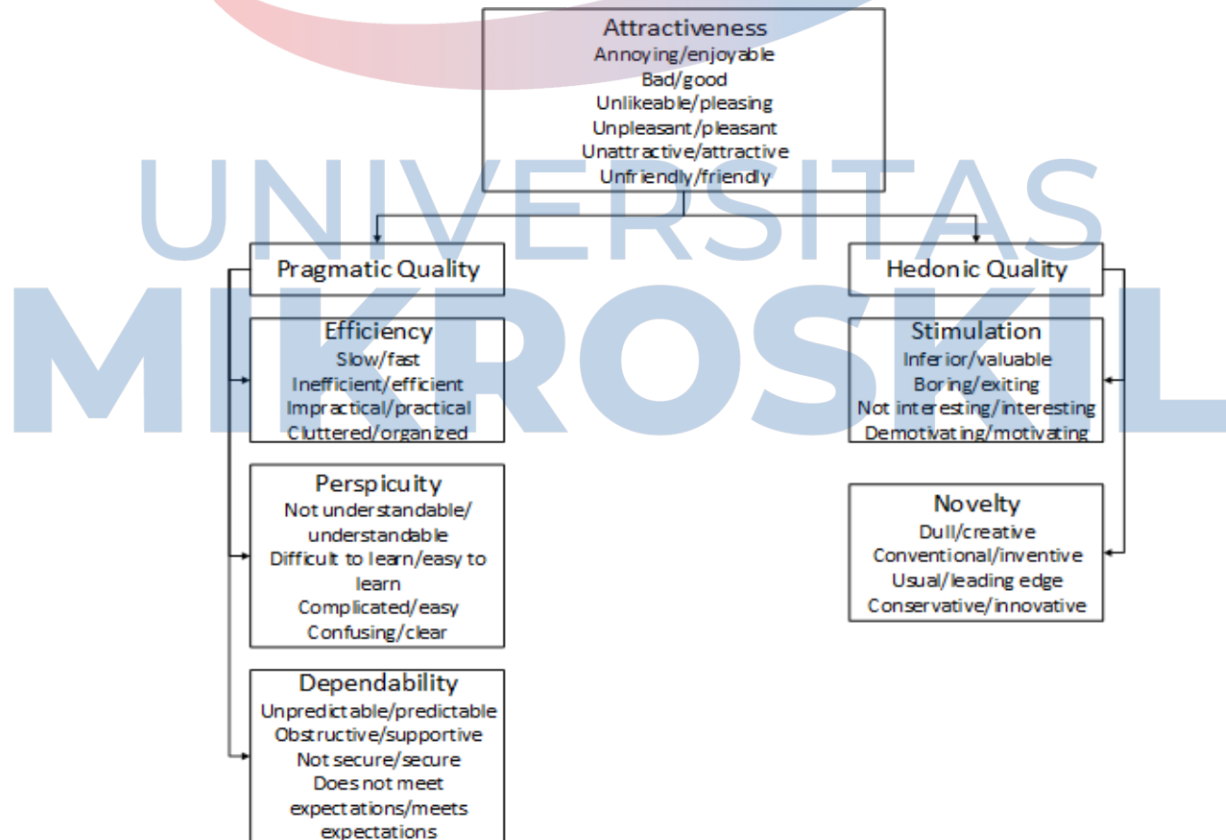 Attractiveness
Annoying/enjoyable
Bad/good
Unlikeable/pleasing
Unpleasant/pleasant
Unattractive/attractive
Unfriendly/friendly
UNIVERSITAS
MIKROSKIL
Pragmatic Quality
Efficiency
Slow/fast
Inefficient/efficient
Impractical/practical
Cluttered/organized
Perspicuity
Not understandable/
understandable
Difficult to learn/easy to
learn
Complicated/easy
Confusing/clear
Dependability
Unpredictable/predictable
Obstructive/supportive
Not secure/secure
Does not meet
expectations/meets
expectations
Hedonic Quality
Stimulation
Inferior/valuable
Boring/exiting
Not interesting/interesting
Demotivating/motivating
Novelty
Dull/creative
Conventional/inventive
Usual/leading edge
Conservative/innovative